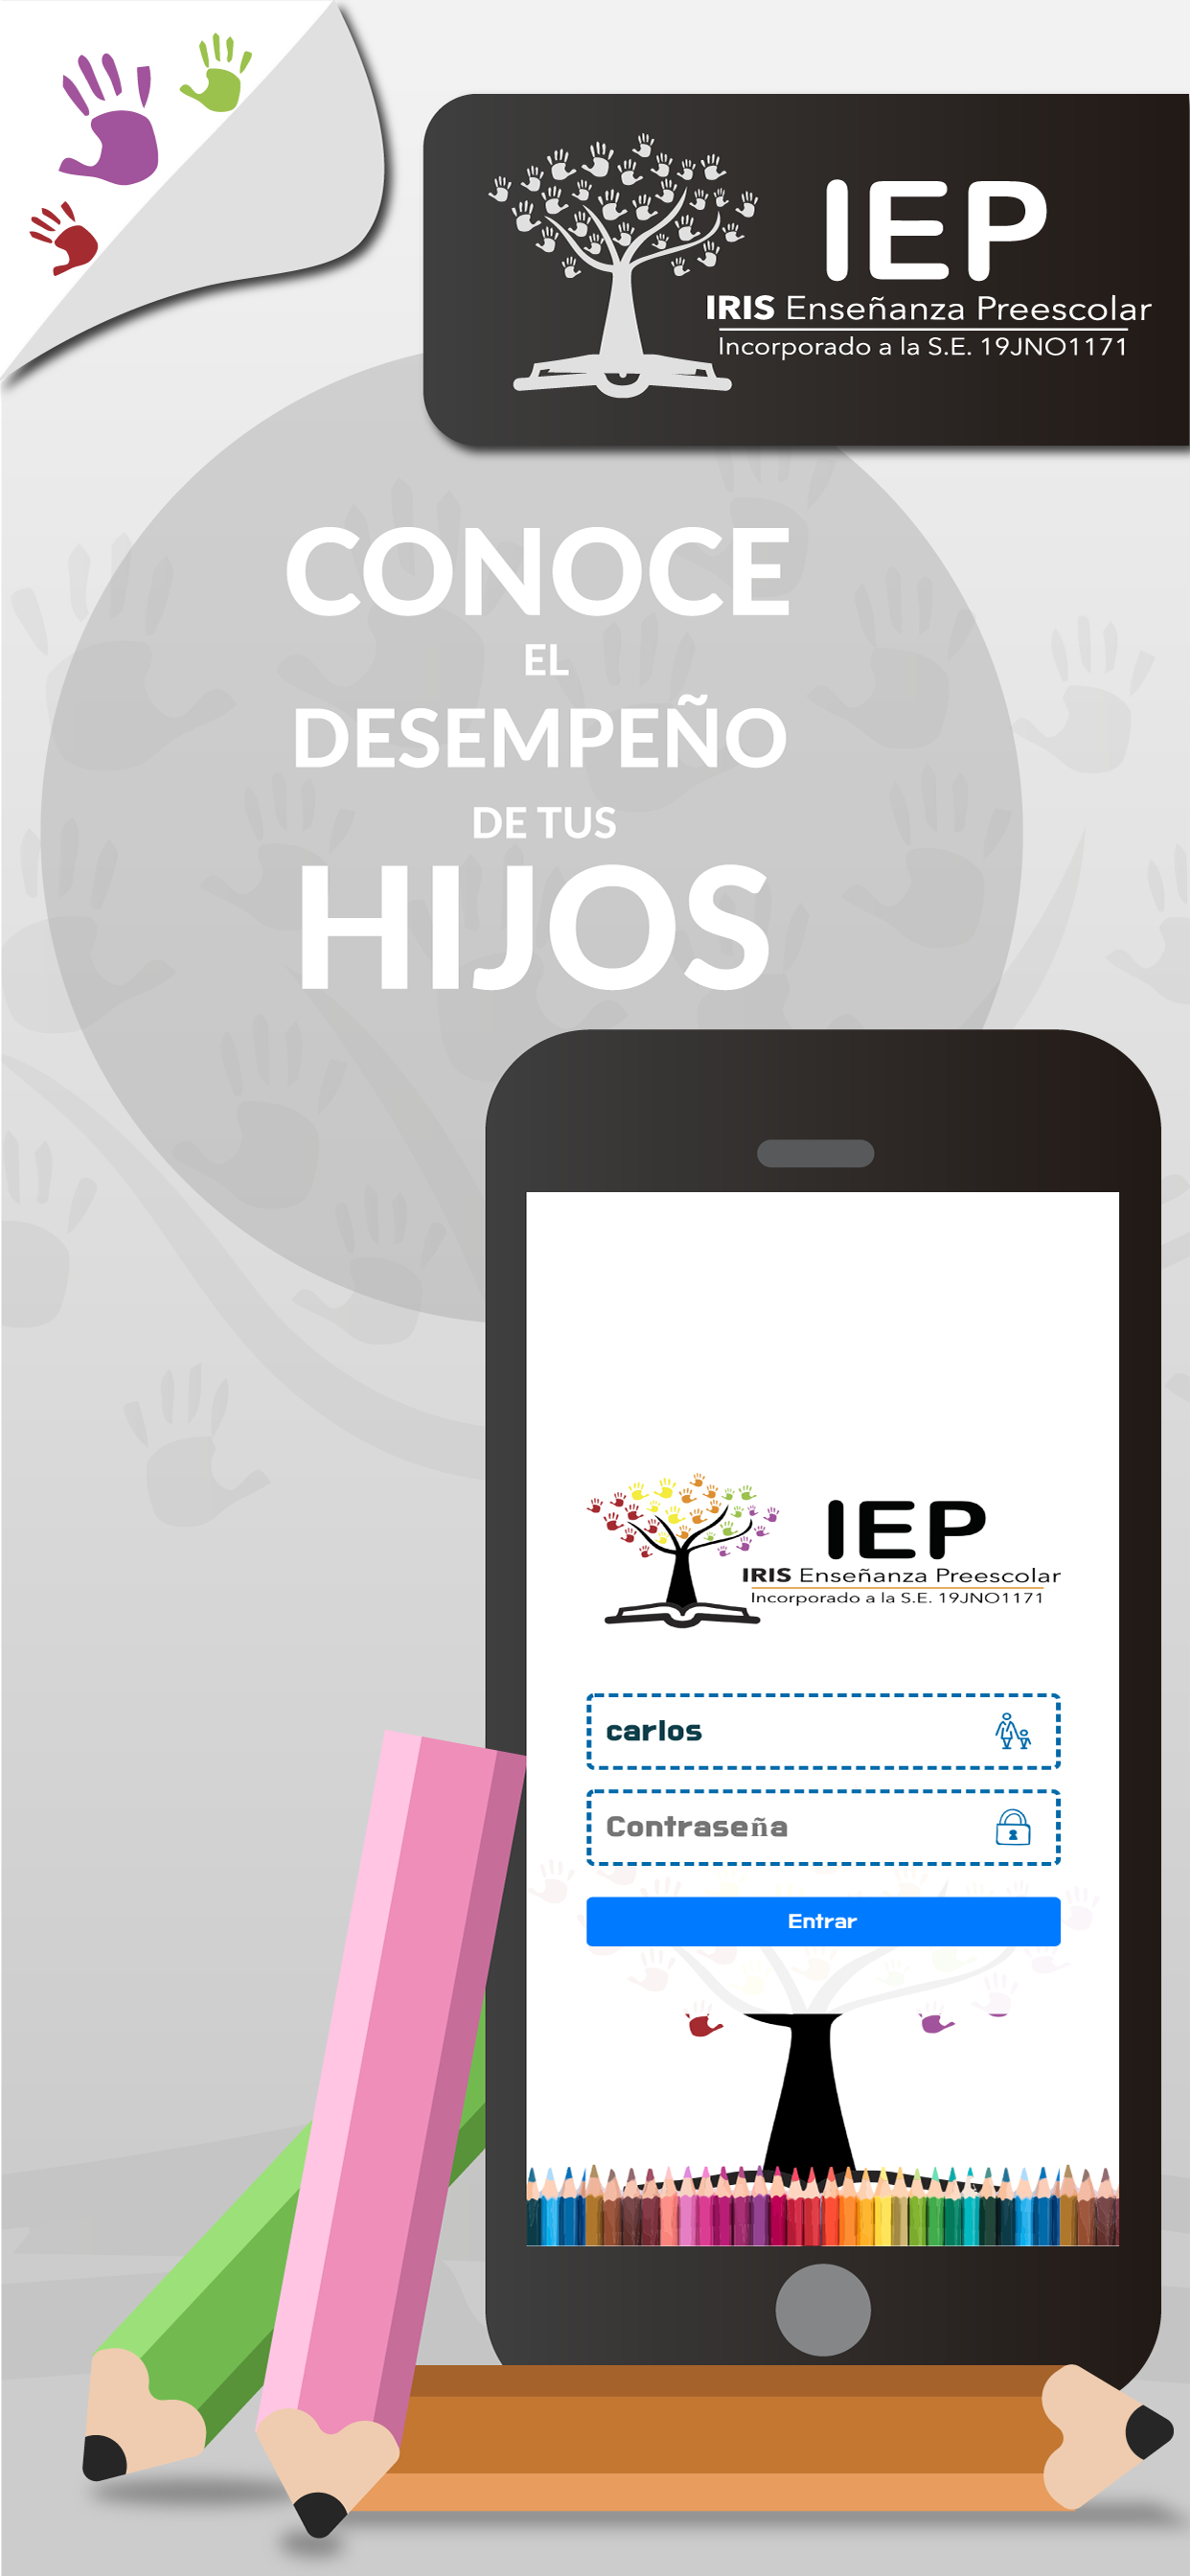 IEP
IRIS Enseñanza Preescolar
Incorporado a la S.E. 19JNO1171
CONOCE
EL
DESEMPEÑO
DE TUS
HIJOS
IEP
IRIS Enseñanza Preescolar
Incorporado a la S.E. 19JNO1171
carlos
Contraseña
Entrar